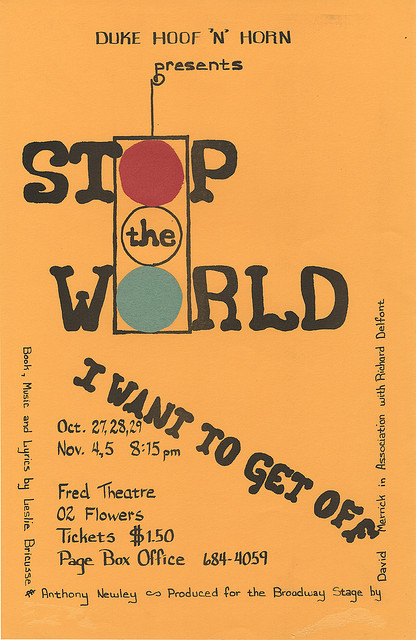 DUKE HOOF 'N' HORN
presents
STOP
the
WORLD
I WANT TO GET OFF
Oct. 27,28,29
Nov. 4,5 8:15 pm
Fred Theatre
02 Flowers
Tickets $1.50
Page Box Office 684-4059
Book, Music and Lyrics by Leslie Bricusse
& Anthony Newley ∞ Produced for the Broadway Stage by
David Merrick in Association with Richard Delfont